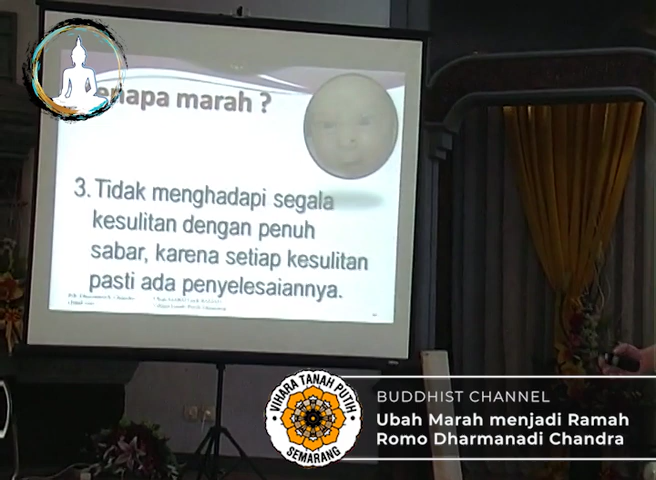 enapa marah ?
3. Tidak menghadapi segala
kesulitan dengan penuh
sabar, karena setiap kesulitan
pasti ada penyelesaiannya.
VIHARA TANAH PUTIH
SEMARANG
BUDDHIST CHANNEL
Ubah Marah menjadi Ramah
Romo Dharmanadi Chandra